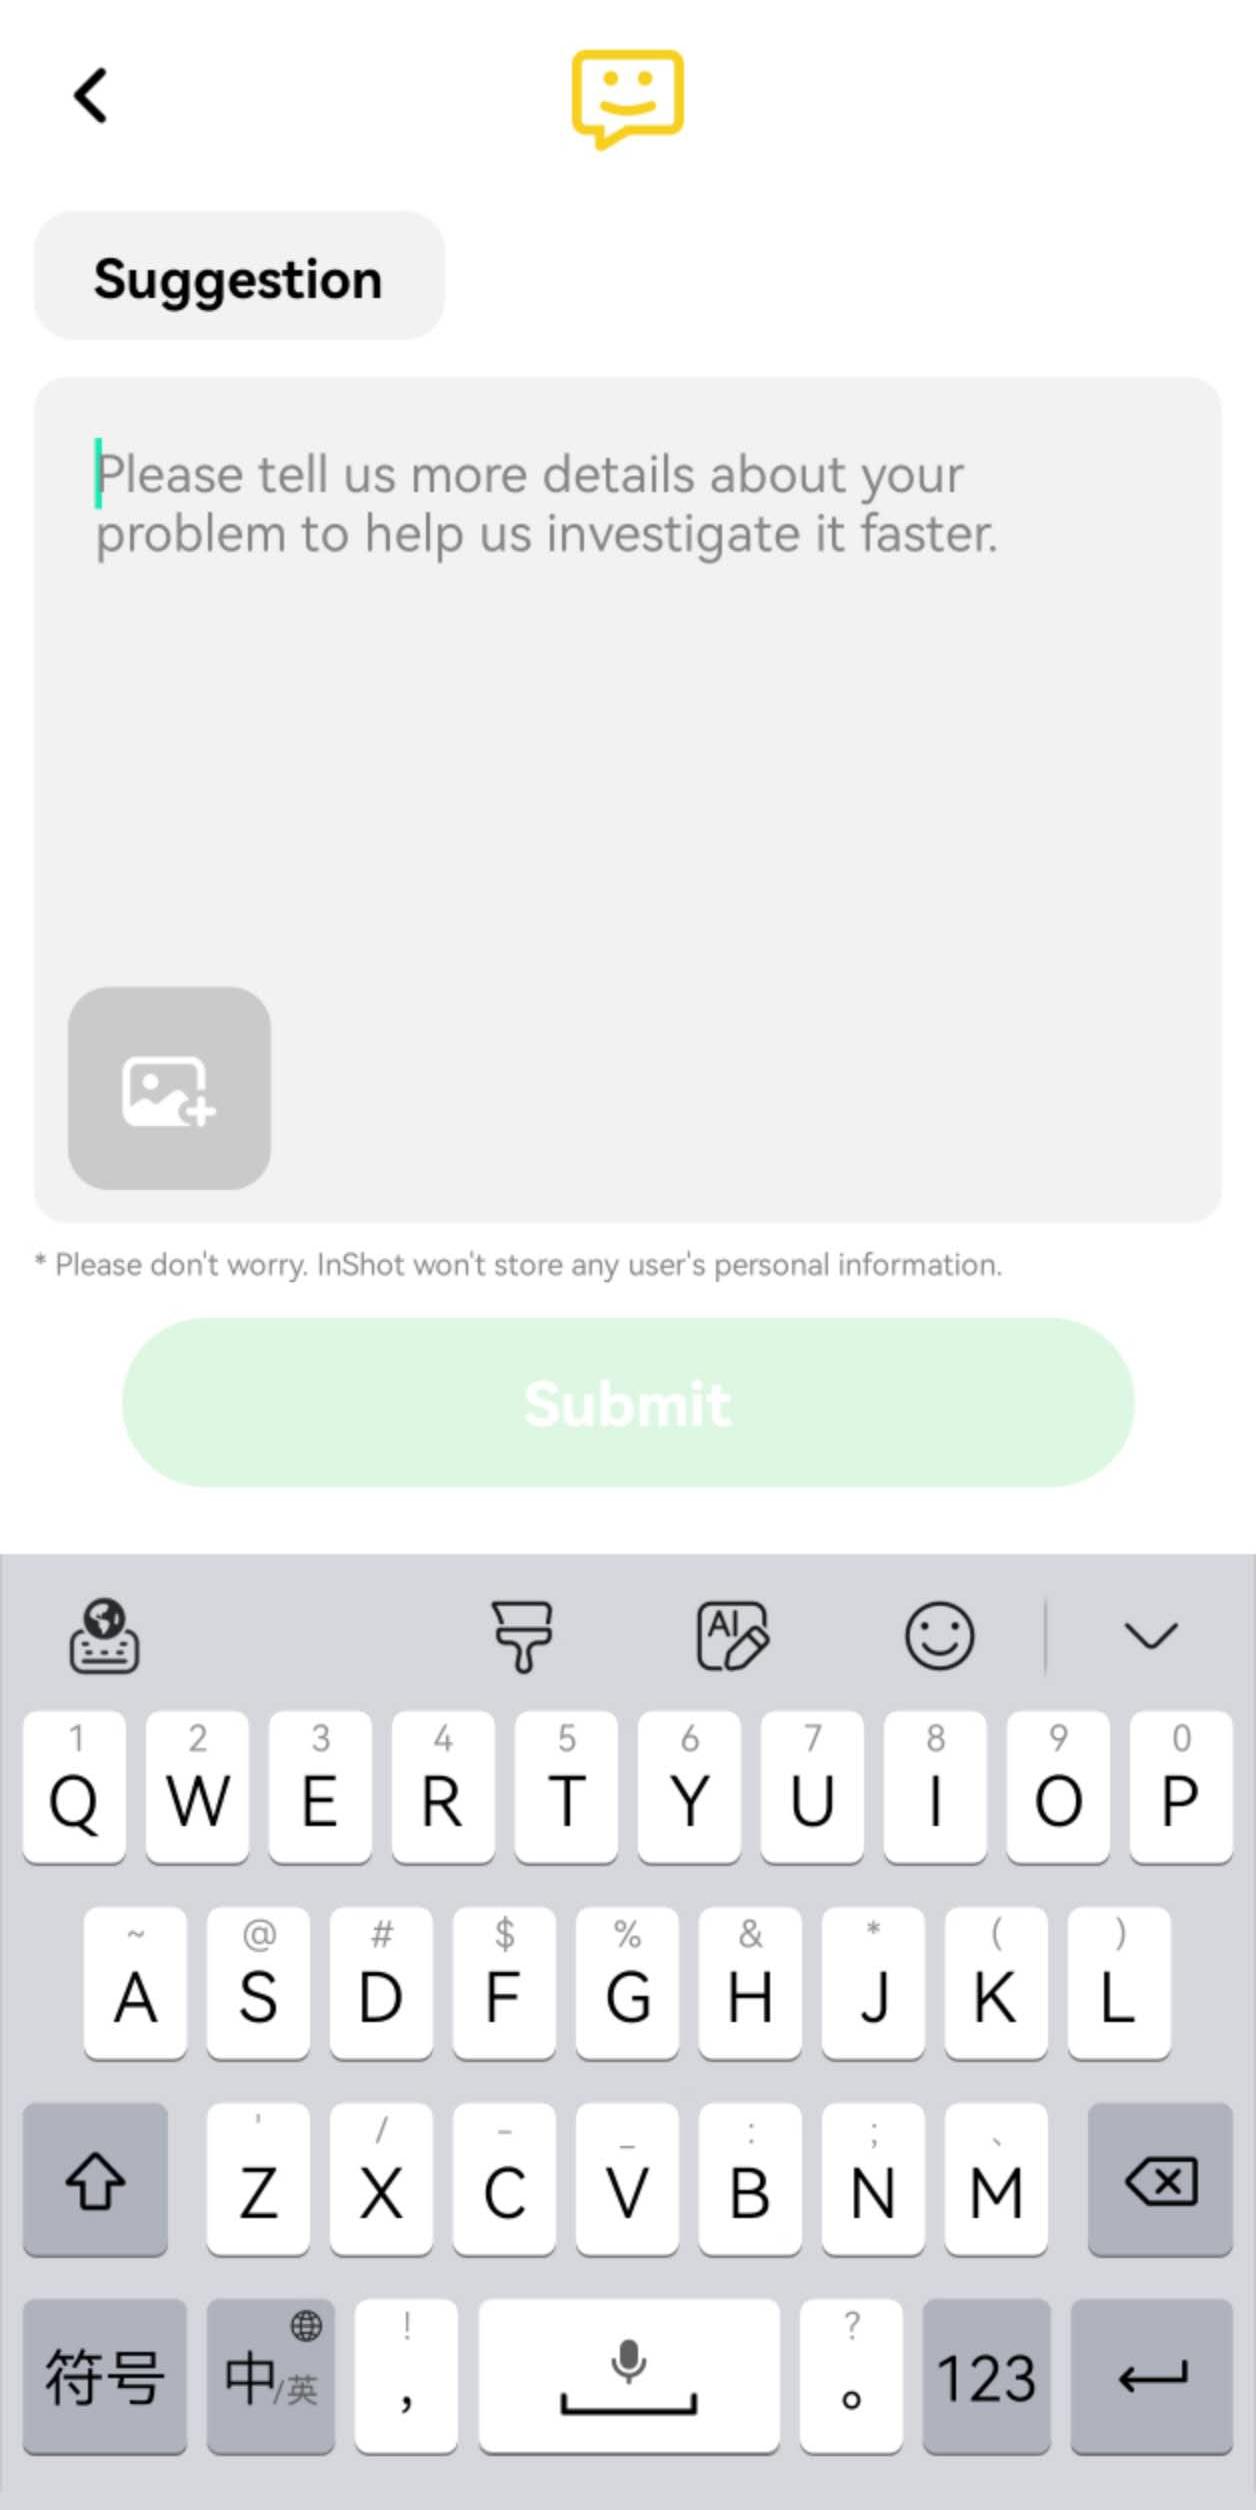 Suggestion
Please tell us more details about your
problem to help us investigate it faster.
* Please don't worry. InShot won't store any user's personal information.
Submit
AI
1 2 3 4 5 6 7 8 9 0
Q W E R T Y U I O P
~ @ # $ % & * ( )
A S D F G H J K L
' / - _ : ; 、
Z X C V B N M
! ?
符号 中/英 , 。 123